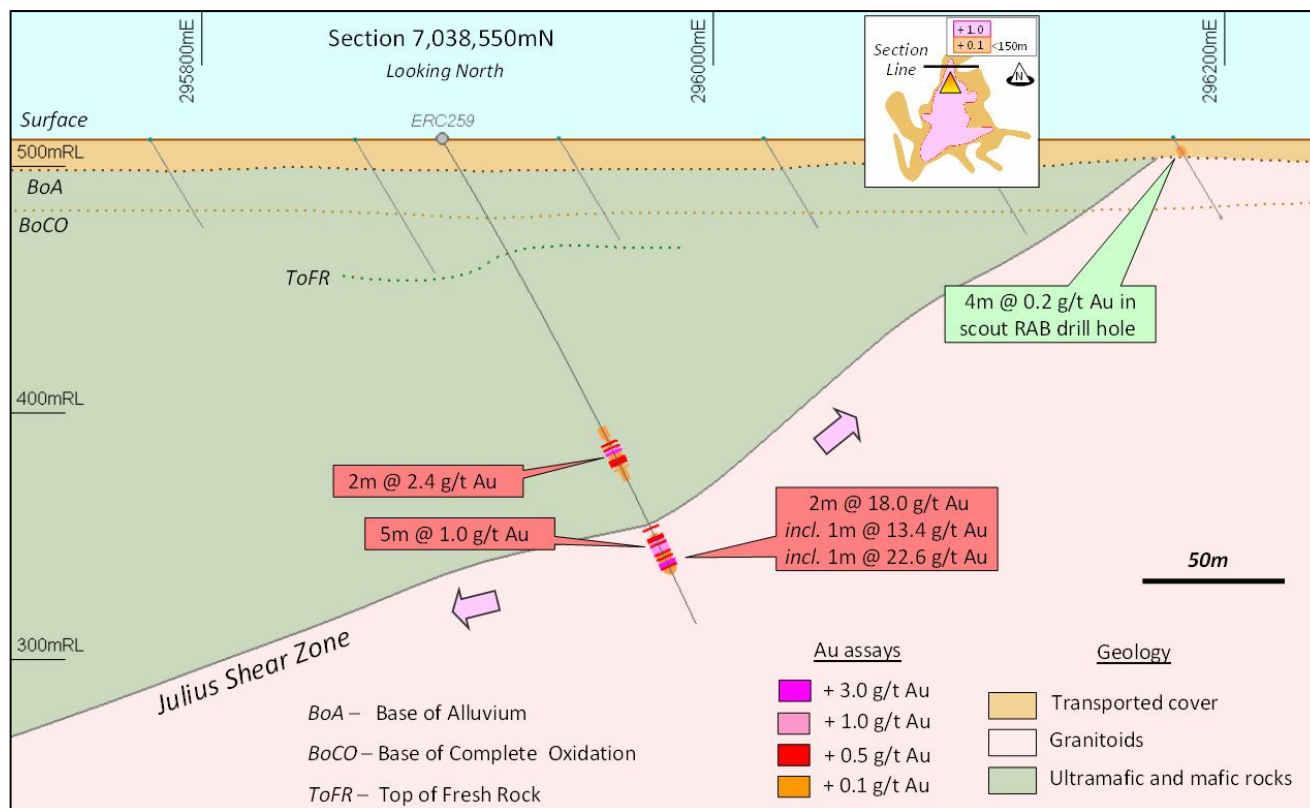 295800mE
Section 7,038,550mN
Looking North
296000mE
+ 1.0
+ 0.1 <150m
Section
Line
N
296200mE
Surface
ERC259
500mRL
BoA
BoCO
ToFR
4m @ 0.2 g/t Au in
scout RAB drill hole
400mRL
2m @ 2.4 g/t Au
5m @ 1.0 g/t Au
2m @ 18.0 g/t Au
incl. 1m @ 13.4 g/t Au
incl. 1m @ 22.6 g/t Au
50m
300mRL
Julius Shear Zone
BoA – Base of Alluvium
BoCO – Base of Complete Oxidation
ToFR – Top of Fresh Rock
Au assays
+ 3.0 g/t Au
+ 1.0 g/t Au
+ 0.5 g/t Au
+ 0.1 g/t Au
Geology
Transported cover
Granitoids
Ultramafic and mafic rocks